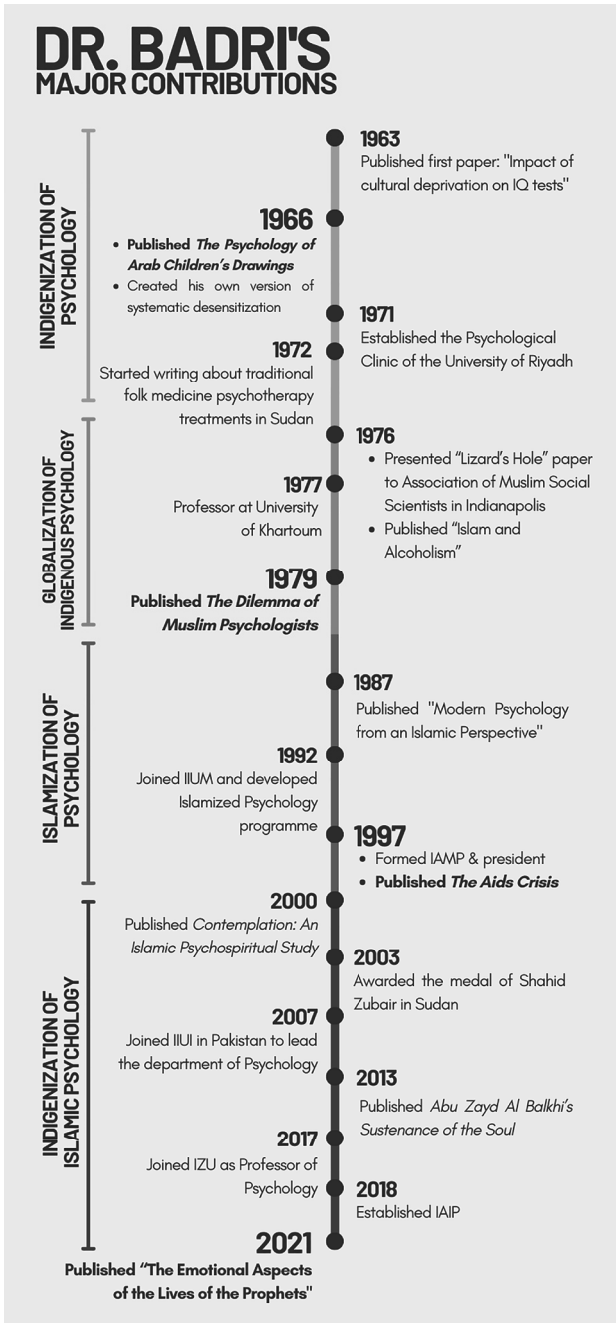 DR. BADRI'S
MAJOR CONTRIBUTIONS
INDIGENIZATION OF
PSYCHOLOGY
1963
Published first paper: "Impact of
cultural deprivation on IQ tests"
1966
• Published The Psychology of
Arab Children's Drawings
• Created his own version of
systematic desensitization
1971
Established the Psychological
Clinic of the University of Riyadh
1972
Started writing about traditional
folk medicine psychotherapy
treatments in Sudan
GLOBALIZATION OF
INDIGENOUS PSYCHOLOGY
1976
• Presented “Lizard’s Hole” paper
to Association of Muslim Social
Scientists in Indianapolis
• Published “Islam and
Alcoholism”
1977
Professor at University
of Khartoum
1979
Published The Dilemma of
Muslim Psychologists
ISLAMIZATION OF
PSYCHOLOGY
1987
Published "Modern Psychology
from an Islamic Perspective"
1992
Joined IIUM and developed
Islamized Psychology
programme
1997
• Formed IAMP & president
• Published The Aids Crisis
INDIGENIZATION OF
ISLAMIC PSYCHOLOGY
2000
Published Contemplation: An
Islamic Psychospiritual Study
2003
Awarded the medal of Shahid
Zubair in Sudan
2007
Joined IIUI in Pakistan to lead
the department of Psychology
2013
Published Abu Zayd Al Balkhi’s
Sustenance of the Soul
2017
Joined IZU as Professor of
Psychology
2018
Established IAIP
2021
Published “The Emotional Aspects
of the Lives of the Prophets"